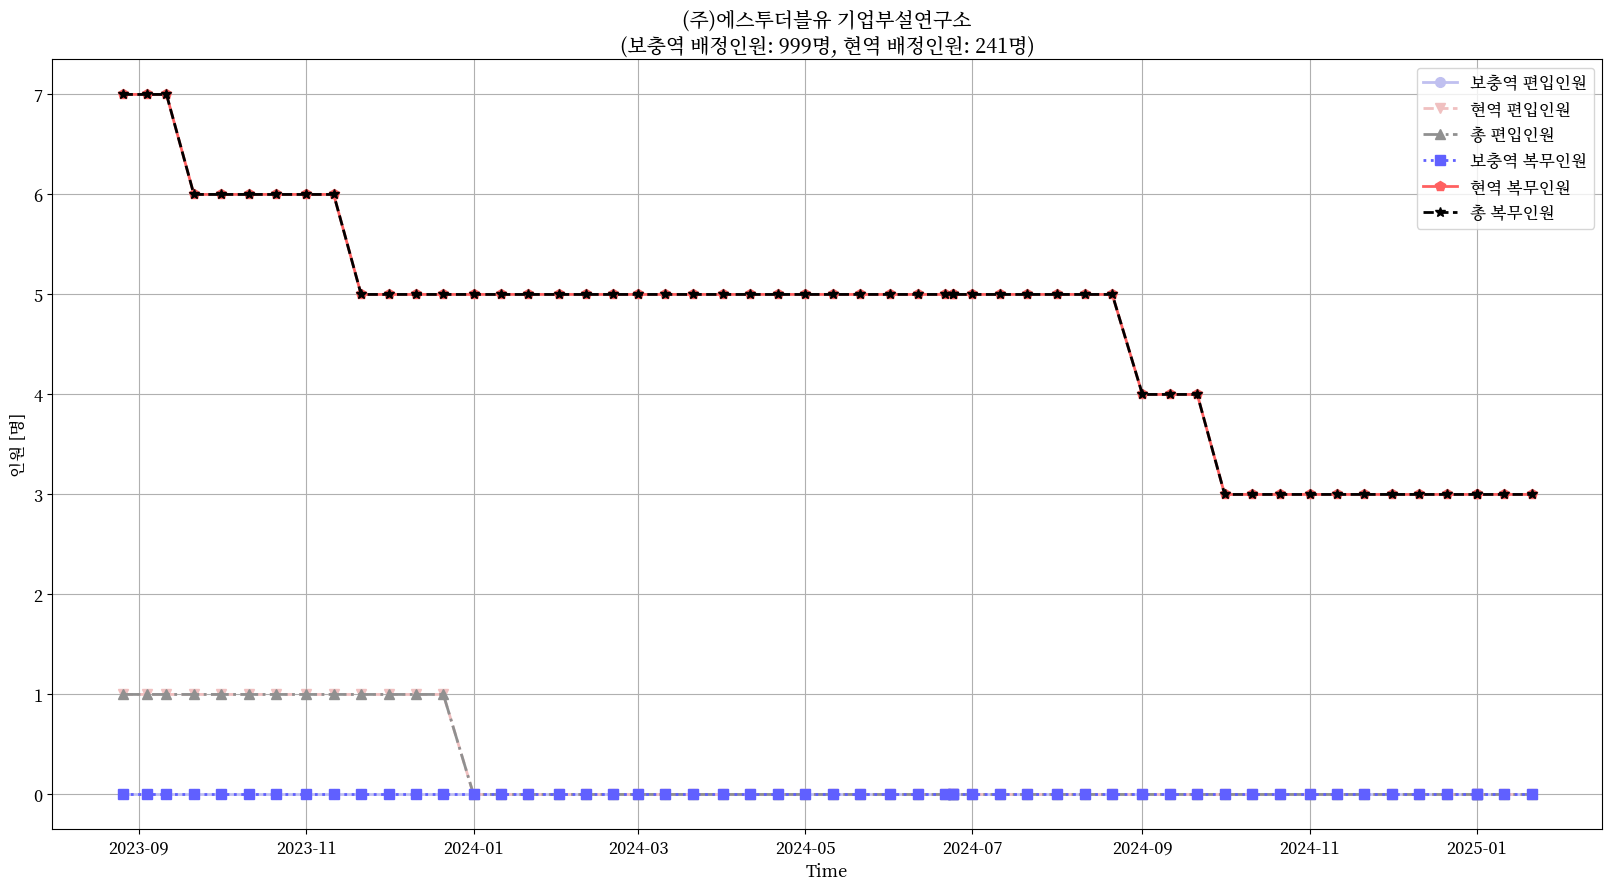 (주)에스투더블유 기업부설연구소
(보충역 배정인원: 999명, 현역 배정인원: 241명)
보충역 편입인원
현역 편입인원
총 편입인원
보충역 복무인원
현역 복무인원
총 복무인원
인원 [명]
7
6
5
4
3
2
1
0
2023-09 2023-11 2024-01 2024-03 2024-05 2024-07 2024-09 2024-11 2025-01
Time